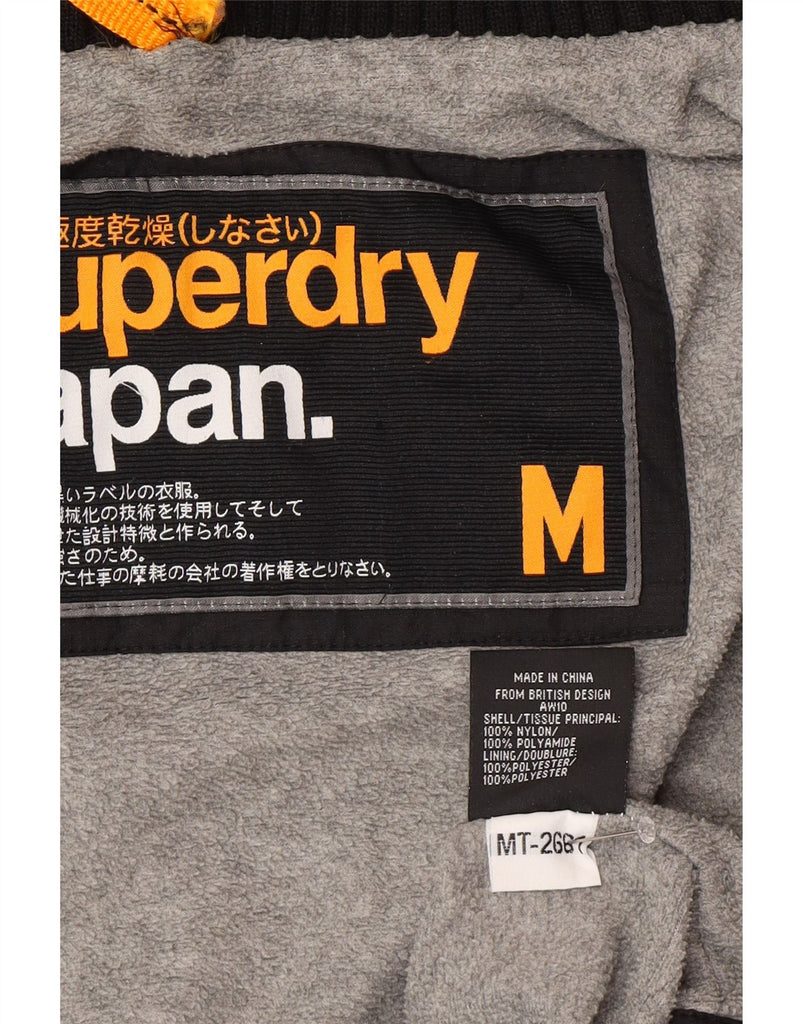 極度乾燥(しなさい)
uperdry
apan.
いラベルの衣服。
械化の技術を使用してそして
た設計特徴と作られる。
さのため。
た仕事の摩耗の会社の著作権をとりなさい。
M
MADE IN CHINA
FROM BRITISH DESIGN
AW10
SHELL/TISSUE PRINCIPAL:
100% NYLON/
100% POLYAMIDE
LINING/DOUBLURE:
100%POLYESTER/
100%POLYESTER
MT-266